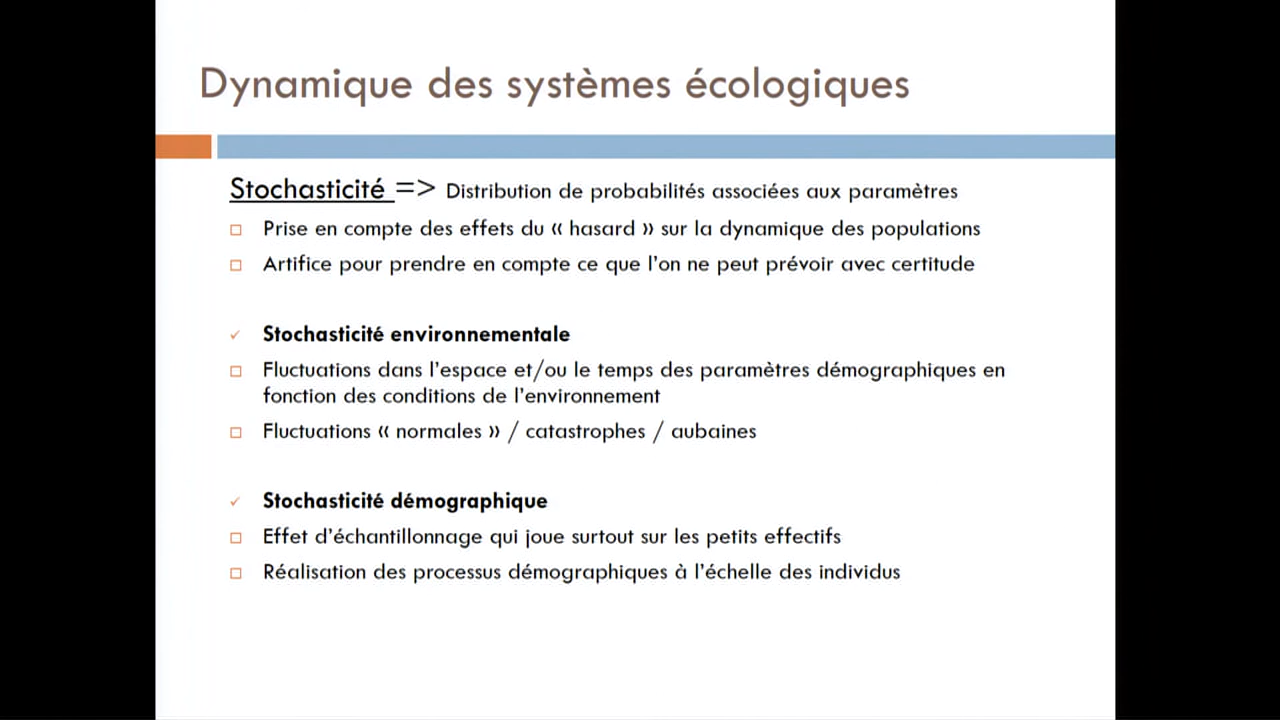 Dynamique des systèmes écologiques
Stochasticité => Distribution de probabilités associées aux paramètres
Prise en compte des effets du « hasard » sur la dynamique des populations
Artifice pour prendre en compte ce que l'on ne peut prévoir avec certitude
Stochasticité environnementale
Fluctuations dans l'espace et/ou le temps des paramètres démographiques en
fonction des conditions de l'environnement
Fluctuations « normales » / catastrophes / aubaines
Stochasticité démographique
Effet d'échantillonnage qui joue surtout sur les petits effectifs
Réalisation des processus démographiques à l'échelle des individus